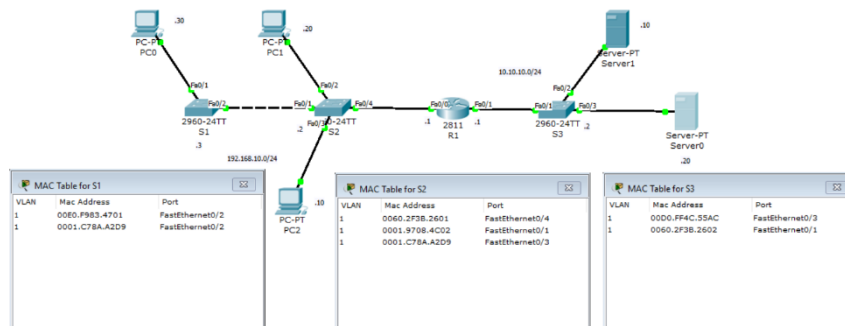 .30
PC-PT
PC0
Fa0/1
Fa0/2
2960-24TT
S1
.3
.20
PC-PT
PC1
Fa0/2
Fa0/1
Fa0/4
S2
.2
192.168.10.0/24
.10
PC-PT
PC2
Fa0/1
.1
2811
R1
.1
10.10.10.0/24
.10
Server-PT
Server1
Fa0/2
Fa0/1
Fa0/3
2960-24TT
S3
.2
Server-PT
Server0
.20
MAC Table for S1
VLAN Mac Address Port
1 00E0.F983.4701 FastEthernet0/2
1 0001.C78A.A2D9 FastEthernet0/2
MAC Table for S2
VLAN Mac Address Port
1 0060.2F3B.2601 FastEthernet0/4
1 0001.9708.4C02 FastEthernet0/1
1 0001.C78A.A2D9 FastEthernet0/3
MAC Table for S3
VLAN Mac Address Port
1 00D0.FF4C.55AC FastEthernet0/3
1 0060.2F3B.2602 FastEthernet0/1